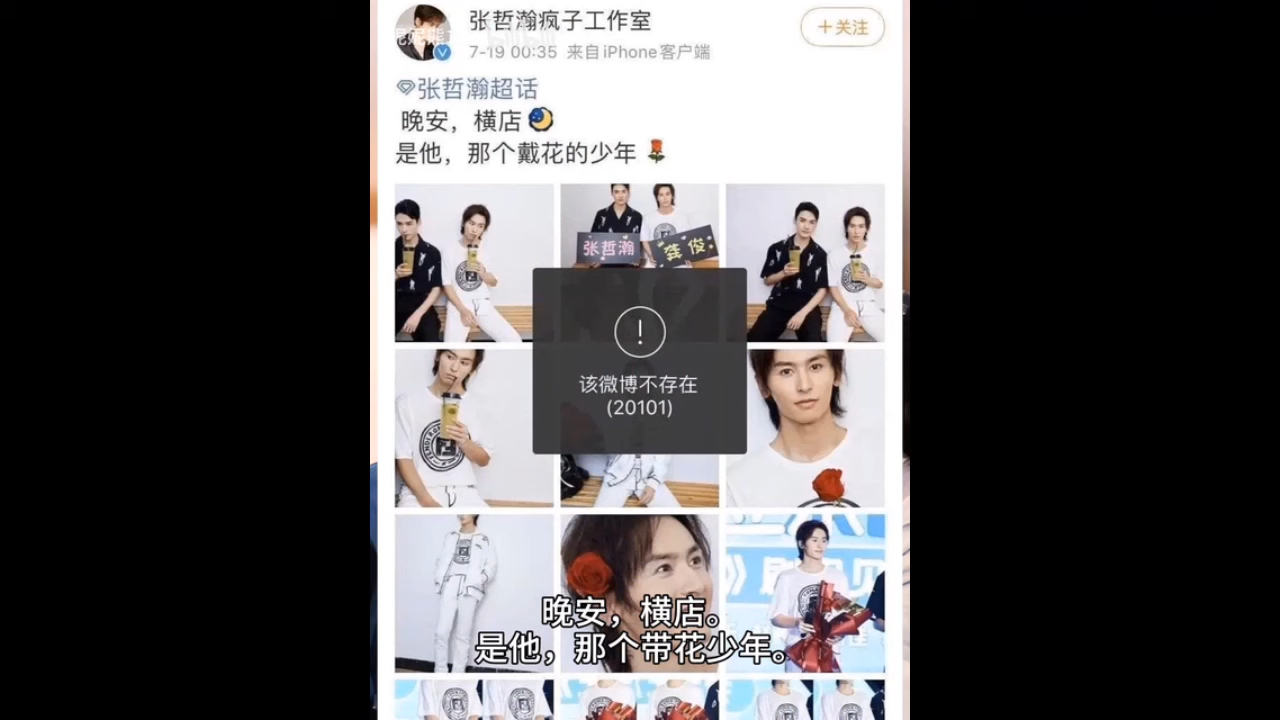 张哲瀚疯子工作室
7-19 00:35 来自iPhone客户端
+关注
张哲瀚超话
晚安，横店
是他，那个戴花的少年
张哲瀚
龚俊
该微博不存在
(20101)
晚安，横店。
是他，那个带花少年。